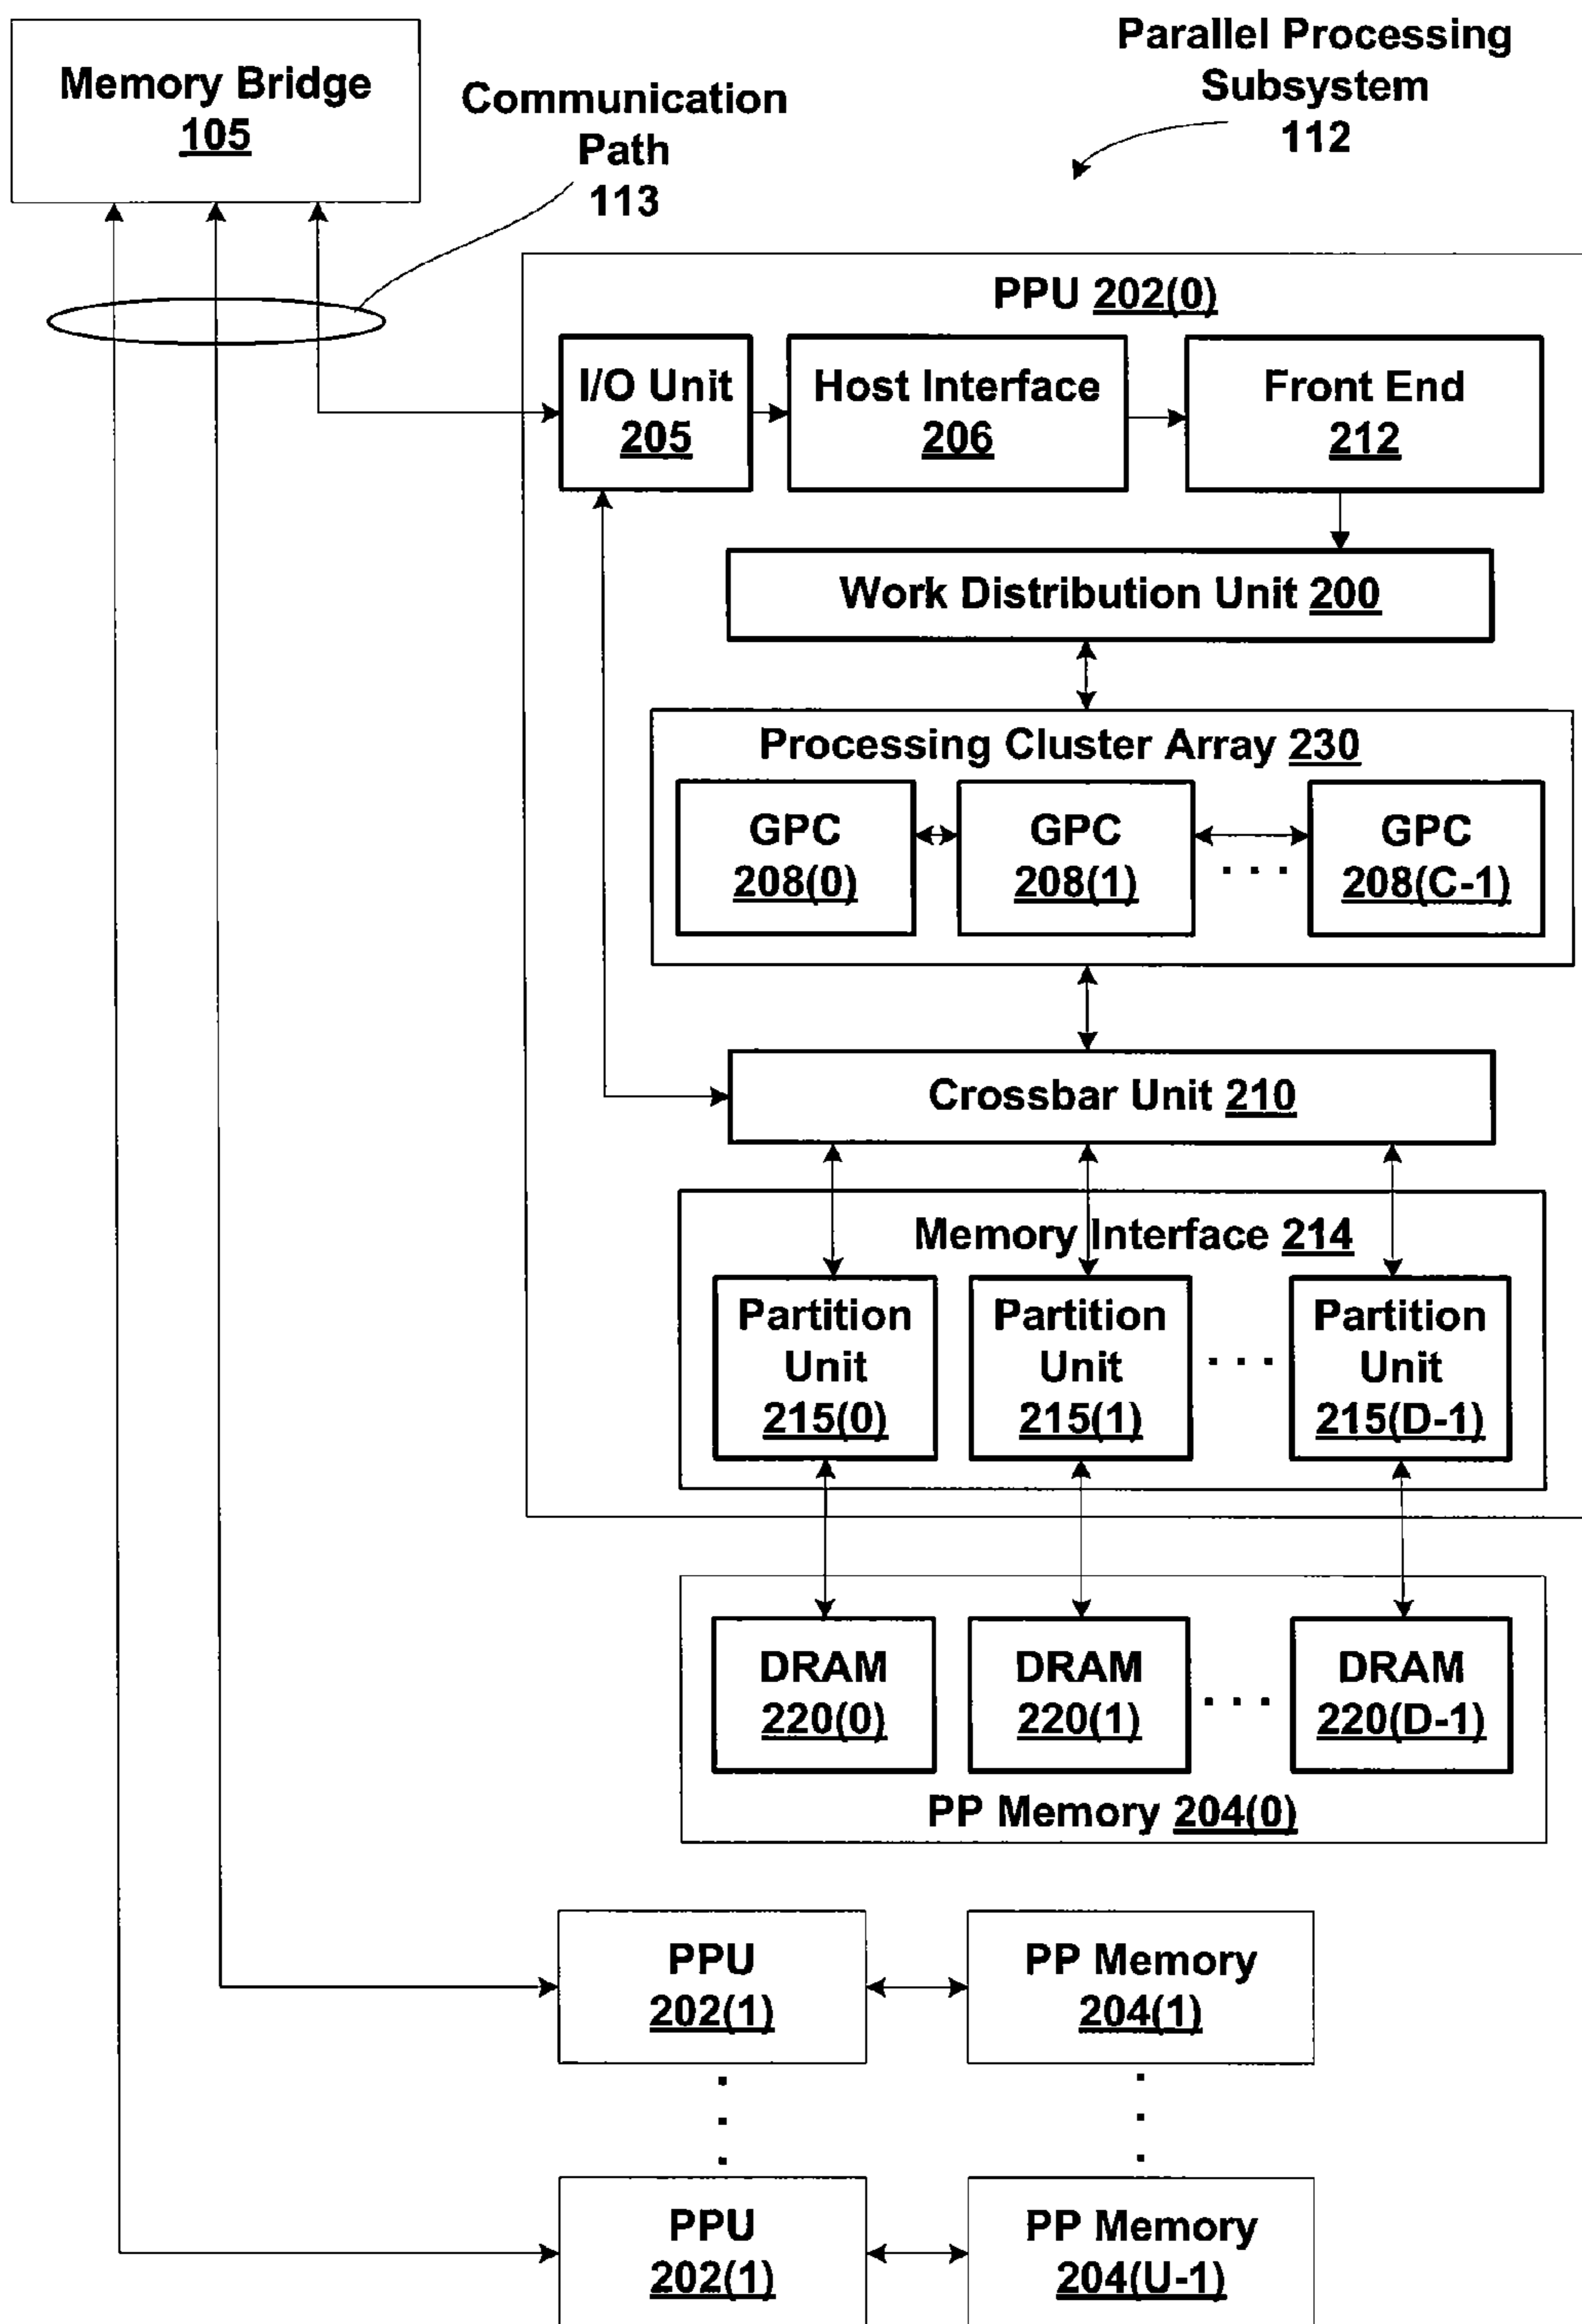 Parallel Processing
Subsystem
112
Memory Bridge
105
Communication
Path
113
PPU 202(0)
I/O Unit
205
Host Interface
206
Front End
212
Work Distribution Unit 200
Processing Cluster Array 230
GPC
208(0)
GPC
208(1)
. . .
GPC
208(C-1)
Crossbar Unit 210
Memory Interface 214
Partition
Unit
215(0)
Partition
Unit
215(1)
. . .
Partition
Unit
215(D-1)
DRAM
220(0)
DRAM
220(1)
. . .
DRAM
220(D-1)
PP Memory 204(0)
PPU
202(1)
PP Memory
204(1)
PPU
202(1)
PP Memory
204(U-1)